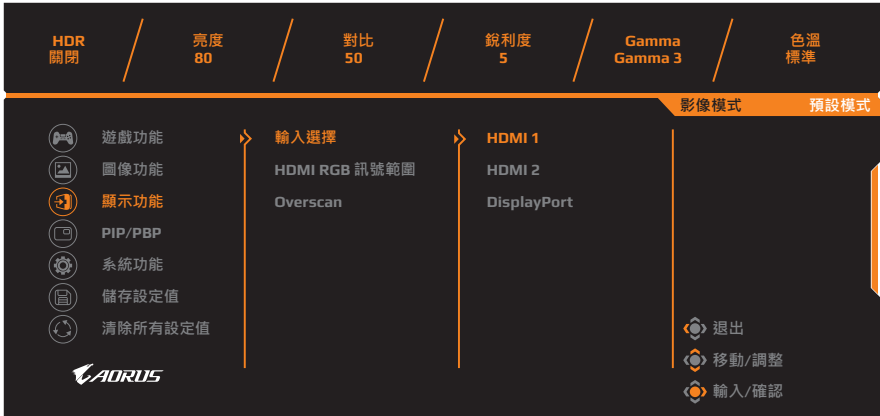 HDR
關閉
亮度
80
對比
50
銳利度
5
Gamma
Gamma 3
色溫
標準
影像模式 預設模式
遊戲功能
圖像功能
顯示功能
PIP/PBP
系統功能
儲存設定值
清除所有設定值
輸入選擇
HDMI RGB 訊號範圍
Overscan
HDMI 1
HDMI 2
DisplayPort
退出
移動/調整
輸入/確認
AORUS